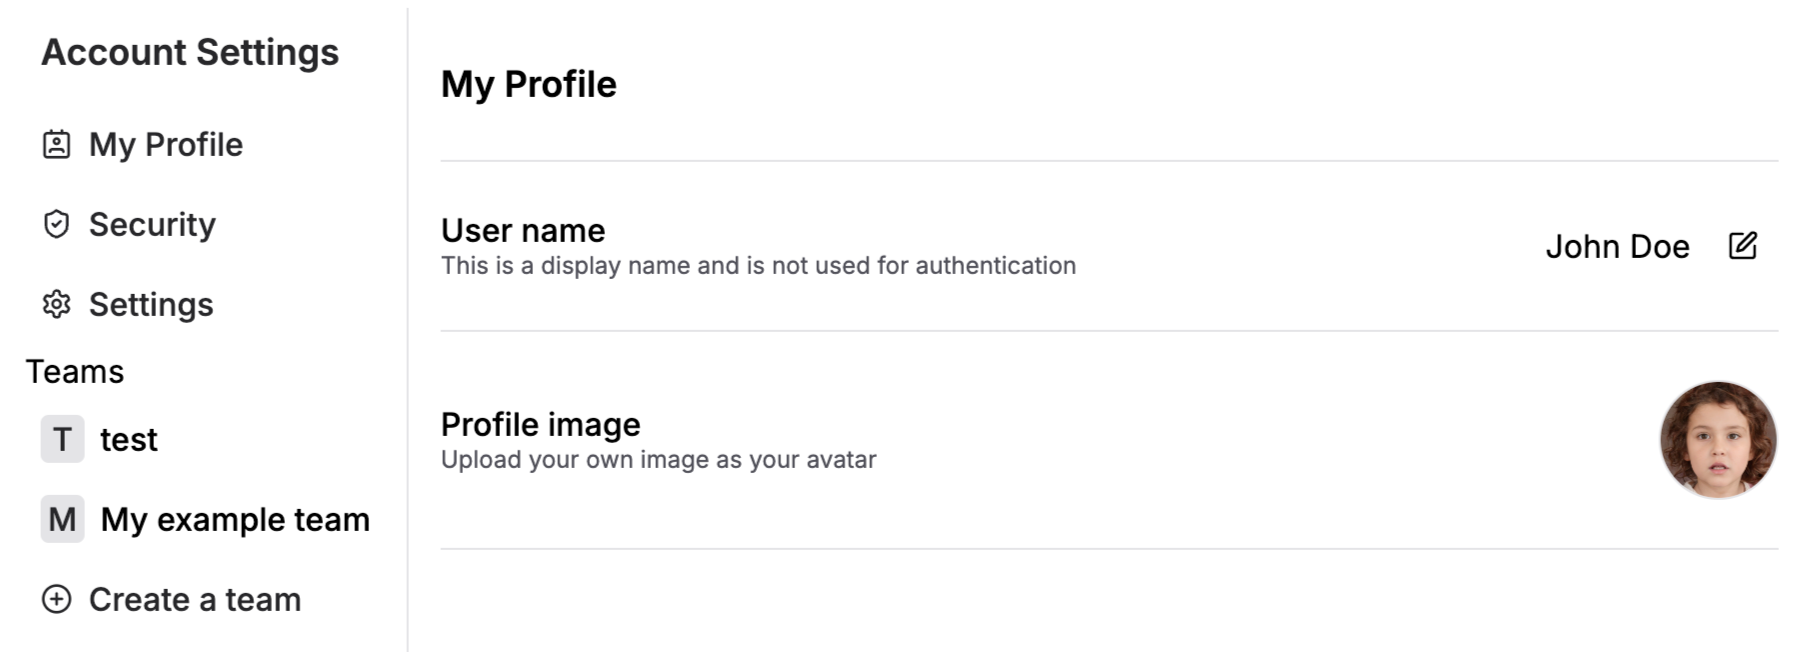 Account Settings
My Profile
Security
Settings
Teams
T test
M My example team
Create a team
My Profile
User name
This is a display name and is not used for authentication
John Doe
Profile image
Upload your own image as your avatar